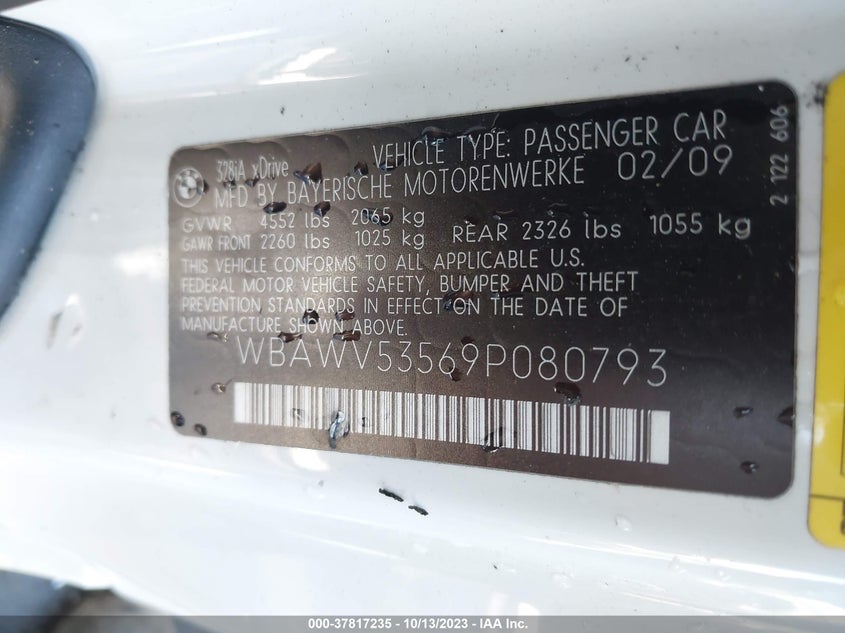 328iA xDrive
VEHICLE TYPE: PASSENGER CAR
MFD BY BAYERISCHE MOTORENWERKE 02/09
GVWR 4552 lbs 2065 kg
GAWR FRONT 2260 lbs 1025 kg REAR 2326 lbs 1055 kg
THIS VEHICLE CONFORMS TO ALL APPLICABLE U.S.
FEDERAL MOTOR VEHICLE SAFETY, BUMPER AND THEFT
PREVENTION STANDARDS IN EFFECT ON THE DATE OF
MANUFACTURE SHOWN ABOVE.
WBAWV53569P080793
2 122 606
000-37817235 - 10/13/2023 - © IAA, Inc.